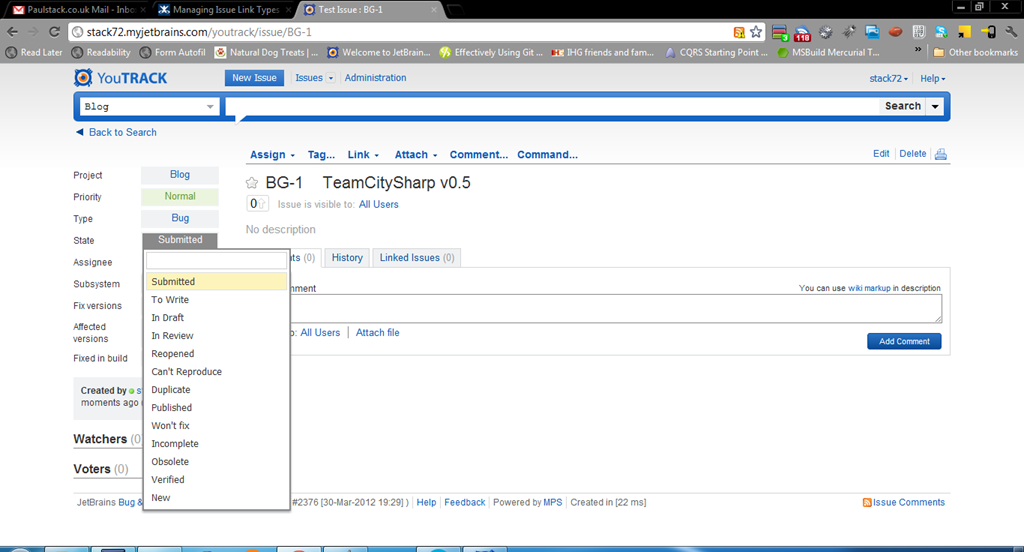 Paulstack.co.uk Mail - Inbo
Managing Issue Link Types
Test Issue : BG-1
stack72.myjetbrains.com/youtrack/issue/BG-1
Read Later
Readability
Form Autofil
Natural Dog Treats | ...
Welcome to JetBrain...
Effectively Using Git ...
IHG friends and fam...
CQRS Starting Point ...
MSBuild Mercurial T...
Other bookmarks
YouTRACK
New Issue
Issues
Administration
stack72
Help
Blog
Search
Back to Search
Assign
Tag...
Link
Attach
Comment...
Command...
Edit
Delete
Project
Blog
BG-1 TeamCitySharp v0.5
Priority
Normal
0
Issue is visible to: All Users
Type
Bug
No description
State
Submitted
Assignee
Subsystem
Fix versions
Affected
versions
Fixed in build
Submitted
To Write
In Draft
In Review
Reopened
Can't Reproduce
Duplicate
Published
Won't fix
Incomplete
Obsolete
Verified
New
nts (0)
History
Linked Issues (0)
mment
You can use wiki markup in description
o: All Users
Attach file
Add Comment
Created by s
moments ago
Watchers (0
Voters (0)
JetBrains Bug &
#2376 [30-Mar-2012 19:29] )
Help
Feedback
Powered by MPS
Created in [22 ms]
Issue Comments